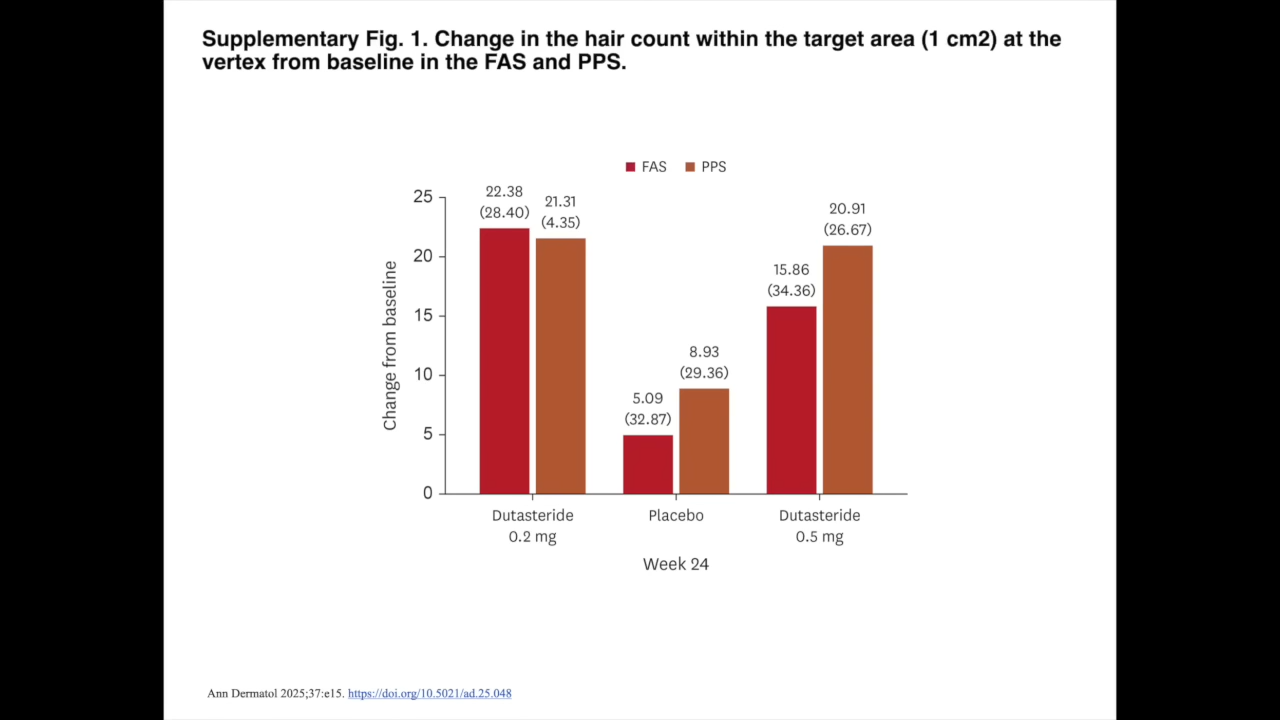 Supplementary Fig. 1. Change in the hair count within the target area (1 cm2) at the
vertex from baseline in the FAS and PPS.
FAS PPS
Change from baseline
25
20
15
10
5
0
22.38
(28.40)
21.31
(4.35)
5.09
(32.87)
8.93
(29.36)
15.86
(34.36)
20.91
(26.67)
Dutasteride
0.2 mg
Placebo
Dutasteride
0.5 mg
Week 24
Ann Dermatol 2025;37:e15. https://doi.org/10.5021/ad.25.048